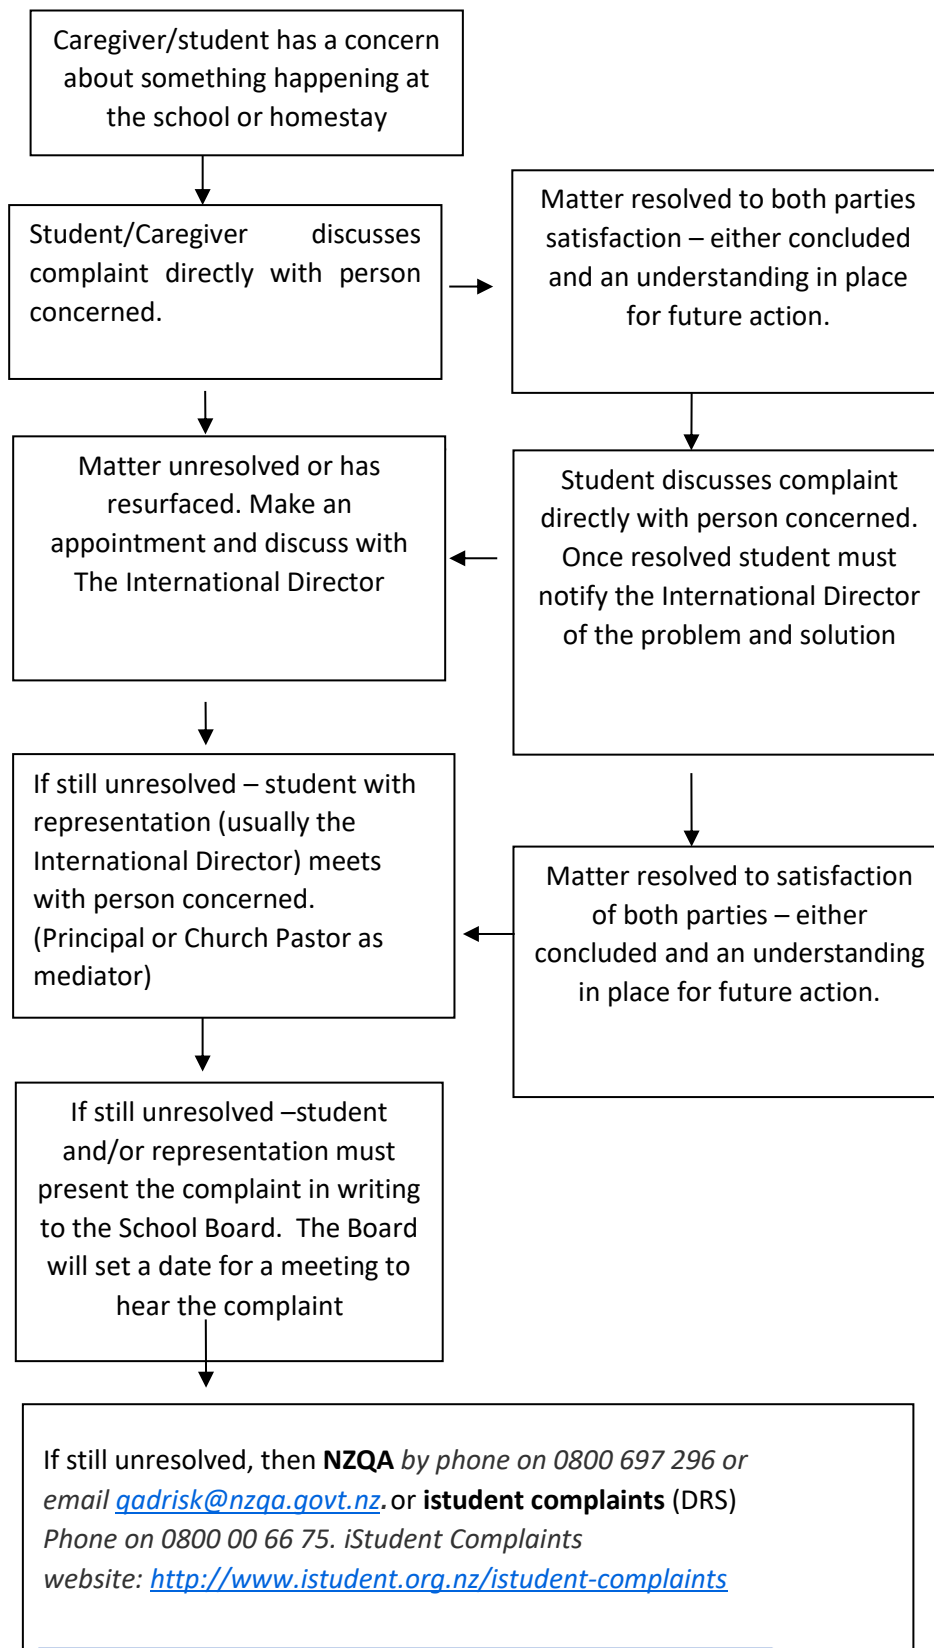 Caregiver/student has a concern
about something happening at
the school or homestay
Student/Caregiver discusses
complaint directly with person
concerned.
Matter resolved to both parties
satisfaction – either concluded
and an understanding in place
for future action.
Matter unresolved or has
resurfaced. Make an
appointment and discuss with
The International Director
Student discusses complaint
directly with person concerned.
Once resolved student must
notify the International Director
of the problem and solution
If still unresolved – student with
representation (usually the
International Director) meets
with person concerned.
(Principal or Church Pastor as
mediator)
Matter resolved to satisfaction
of both parties – either
concluded and an understanding
in place for future action.
If still unresolved –student
and/or representation must
present the complaint in writing
to the School Board.  The Board
will set a date for a meeting to
hear the complaint
If still unresolved, then NZQA by phone on 0800 697 296 or
email qadrisk@nzqa.govt.nz. or istudent complaints (DRS)
Phone on 0800 00 66 75. iStudent Complaints
website: http://www.istudent.org.nz/istudent-complaints